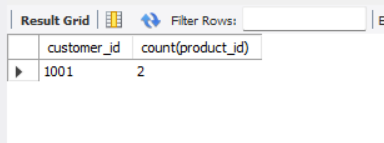 Result Grid Filter Rows: E
customer_id count(product_id)
1001 2